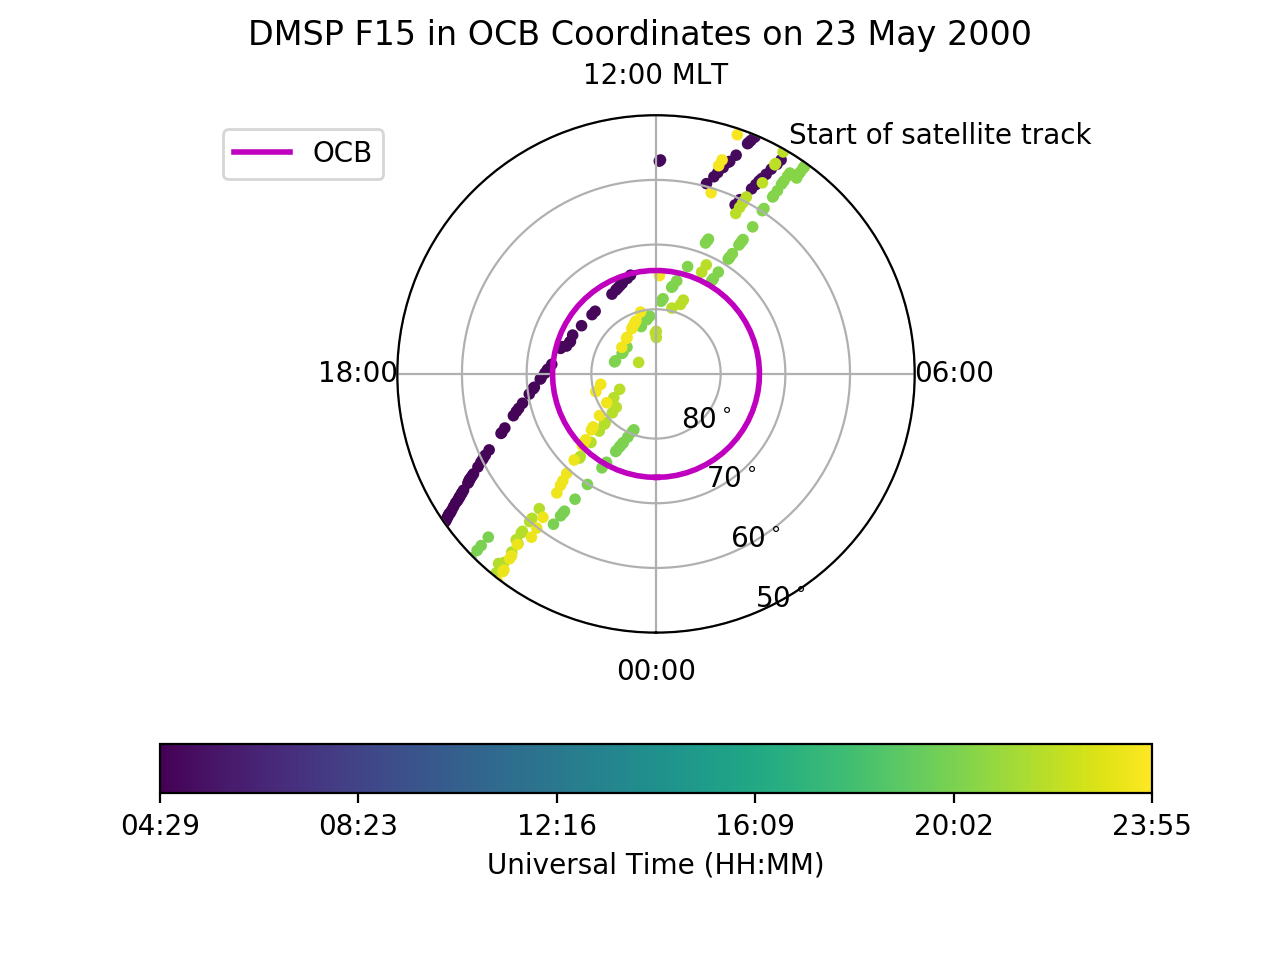 DMSP F15 in OCB Coordinates on 23 May 2000
12:00 MLT
OCB
Start of satellite track
18:00
06:00
80°
70°
60°
50°
00:00
04:29 08:23 12:16 16:09 20:02 23:55
Universal Time (HH:MM)